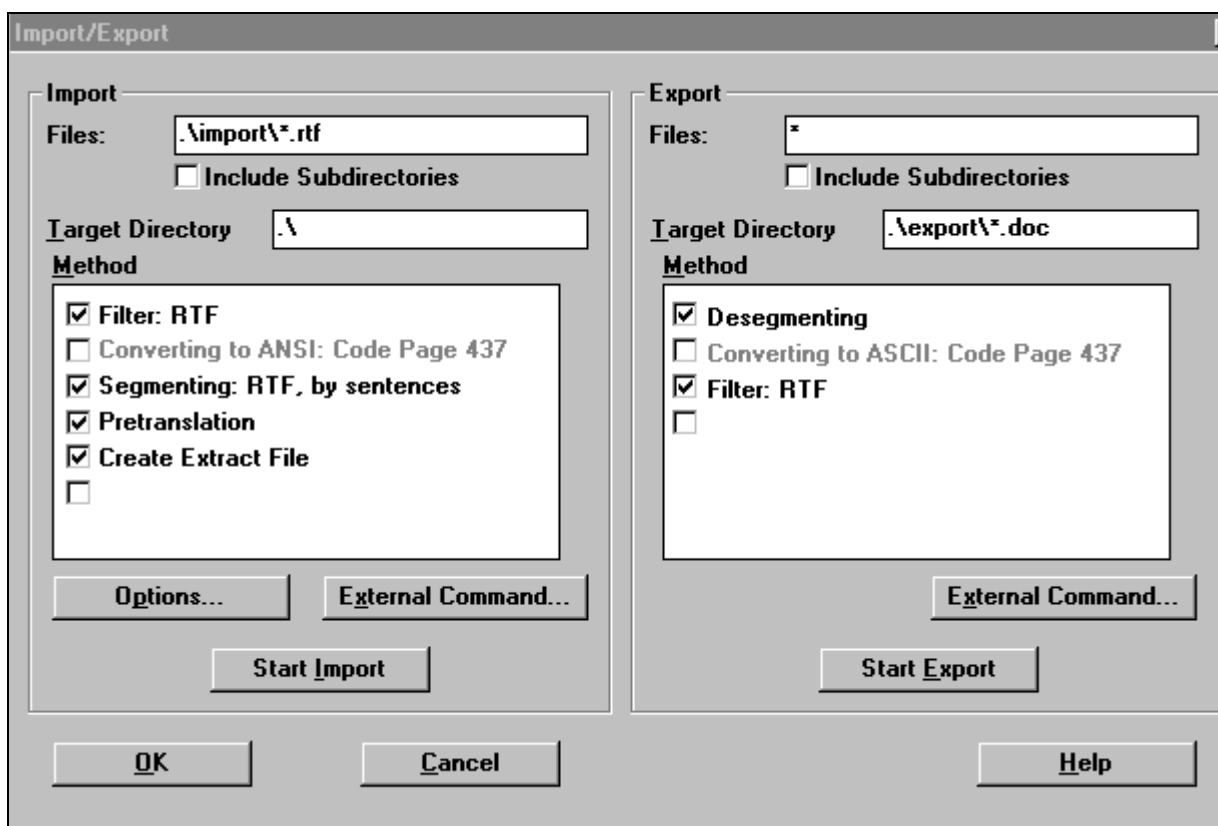 Import/Export
Import
Files: .\import\*.rtf
Include Subdirectories
Target Directory .\
Method
Filter: RTF
Converting to ANSI: Code Page 437
Segmenting: RTF, by sentences
Pretranslation
Create Extract File
Options... External Command...
Start Import
Export
Files: *
Include Subdirectories
Target Directory .\export\*.doc
Method
Desegmenting
Converting to ASCII: Code Page 437
Filter: RTF
External Command...
Start Export
OK Cancel Help